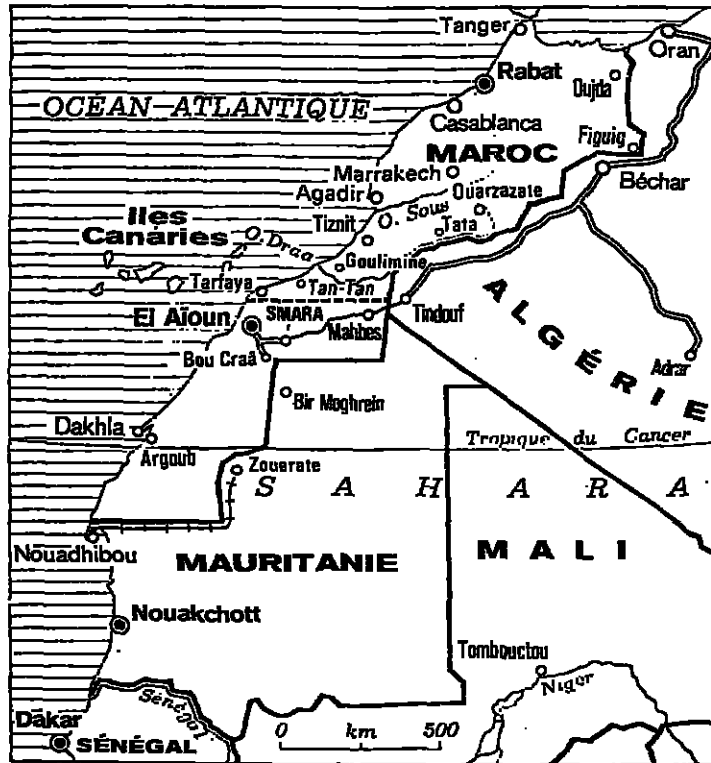 Tanger
Oran
Rabat
Oujda
OCÉAN-ATLANTIQUE
Casablanca
Figuig
MAROC
Marrakech
Béchar
Agadir
Ouarzazate
Iles
Canaries
O. Sous
Tiznit
Tata
O. Draa
Goulimine
Tarfaya
Tan-Tan
El Aïoun
SMARA
Mahbes
Tindouf
ALGÉRIE
Bou Craâ
Adrar
Bir Moghrein
Dakhla
Argoub
Tropique du Cancer
Zouerate
SAHARA
Nouadhibou
MAURITANIE
MALI
Nouakchott
Tombouctou
Niger
Sénégal
Dakar
SÉNÉGAL
0 km 500